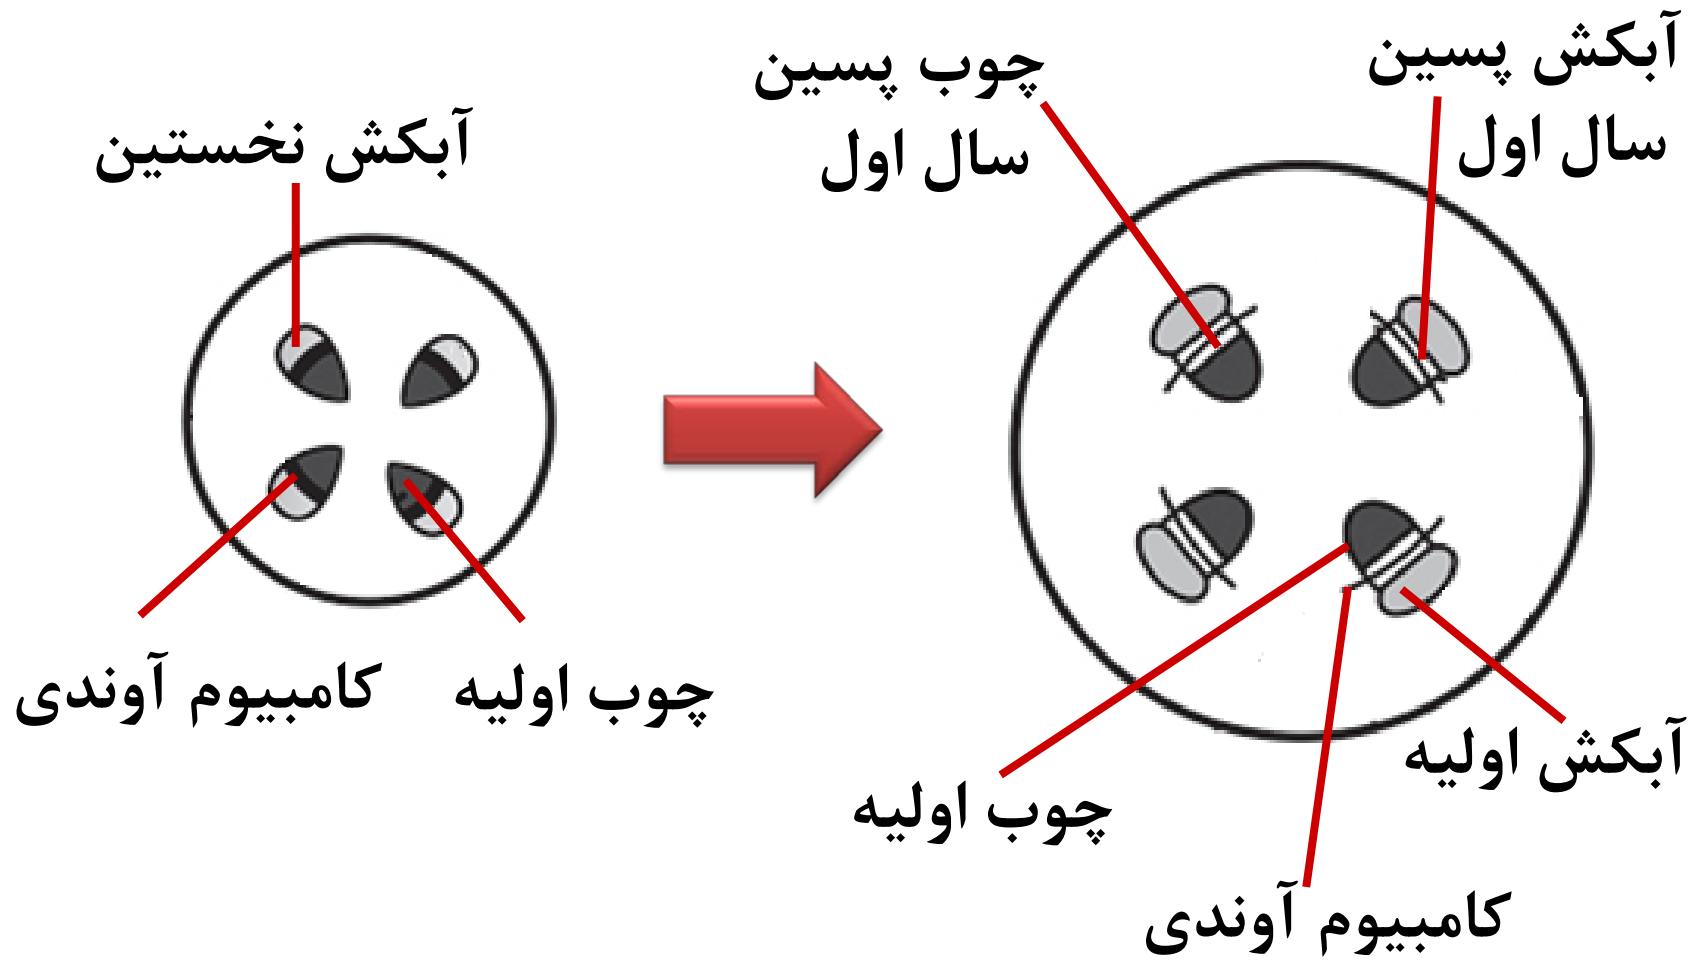 آبکش پسین
سال اول
چوب پسین
سال اول
آبکش نخستین
چوب اولیه
کامبیوم آوندی
آبکش اولیه
چوب اولیه
کامبیوم آوندی